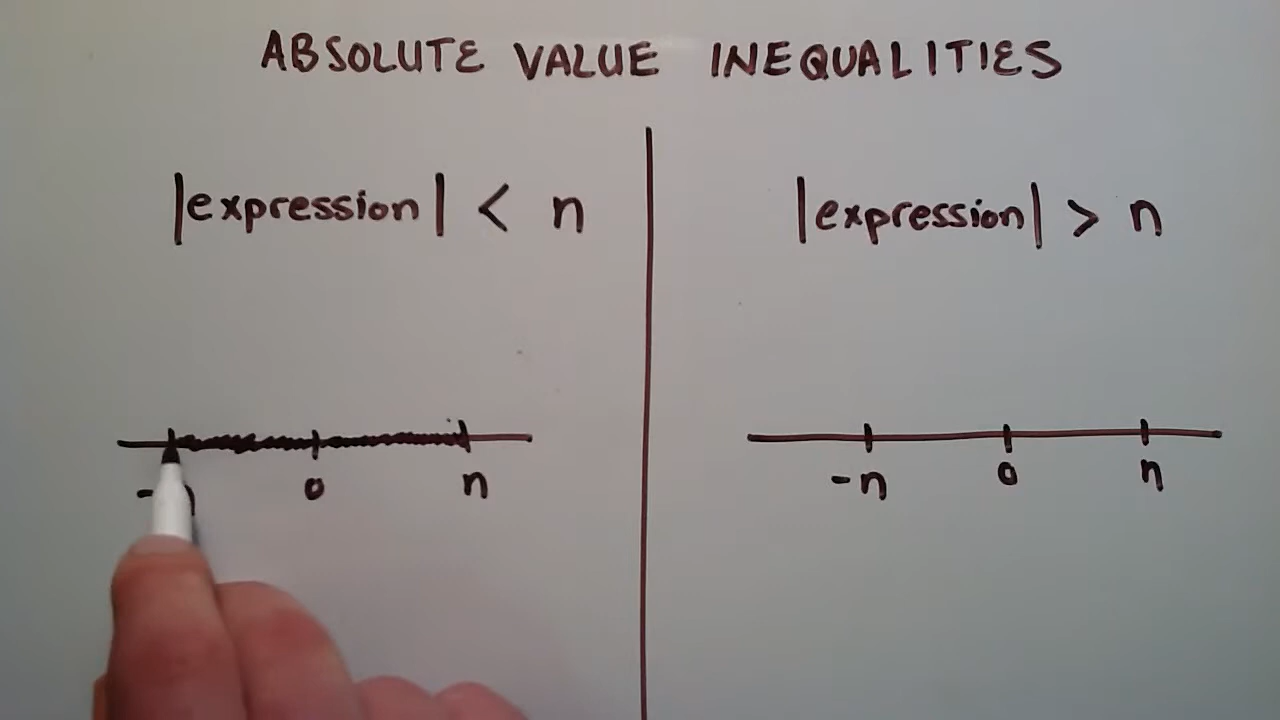 ABSOLUTE VALUE INEQUALITIES
|expression| < n
-n 0 n
|expression| > n
-n 0 n